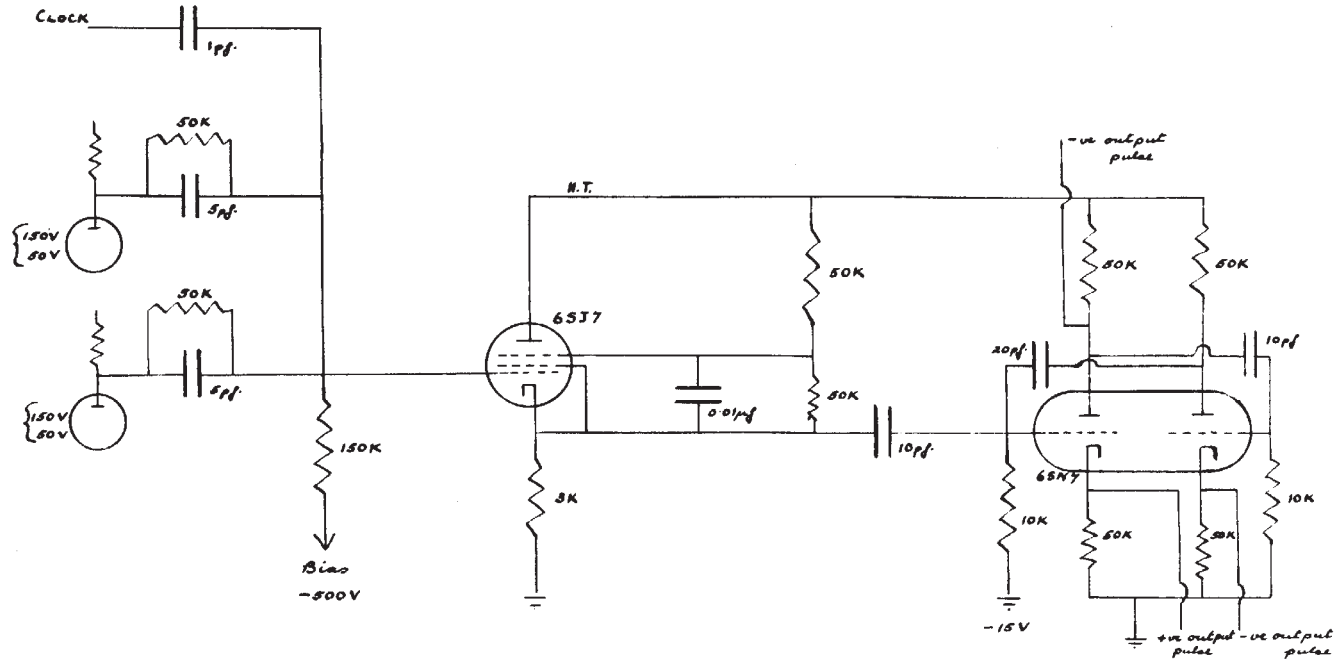 CLOCK
1pf.
50K
5pf.
{150V
50V
50K
5pf.
{150V
50V
150K
Bias
-500V
H.T.
6SJ7
50K
50K
0.01μf
3K
10pf.
-ve output
pulse
50K
50K
20pf.
10pf
6SN7
10K
-15V
50K
50K
10K
+ve output
pulse
-ve output
pulse